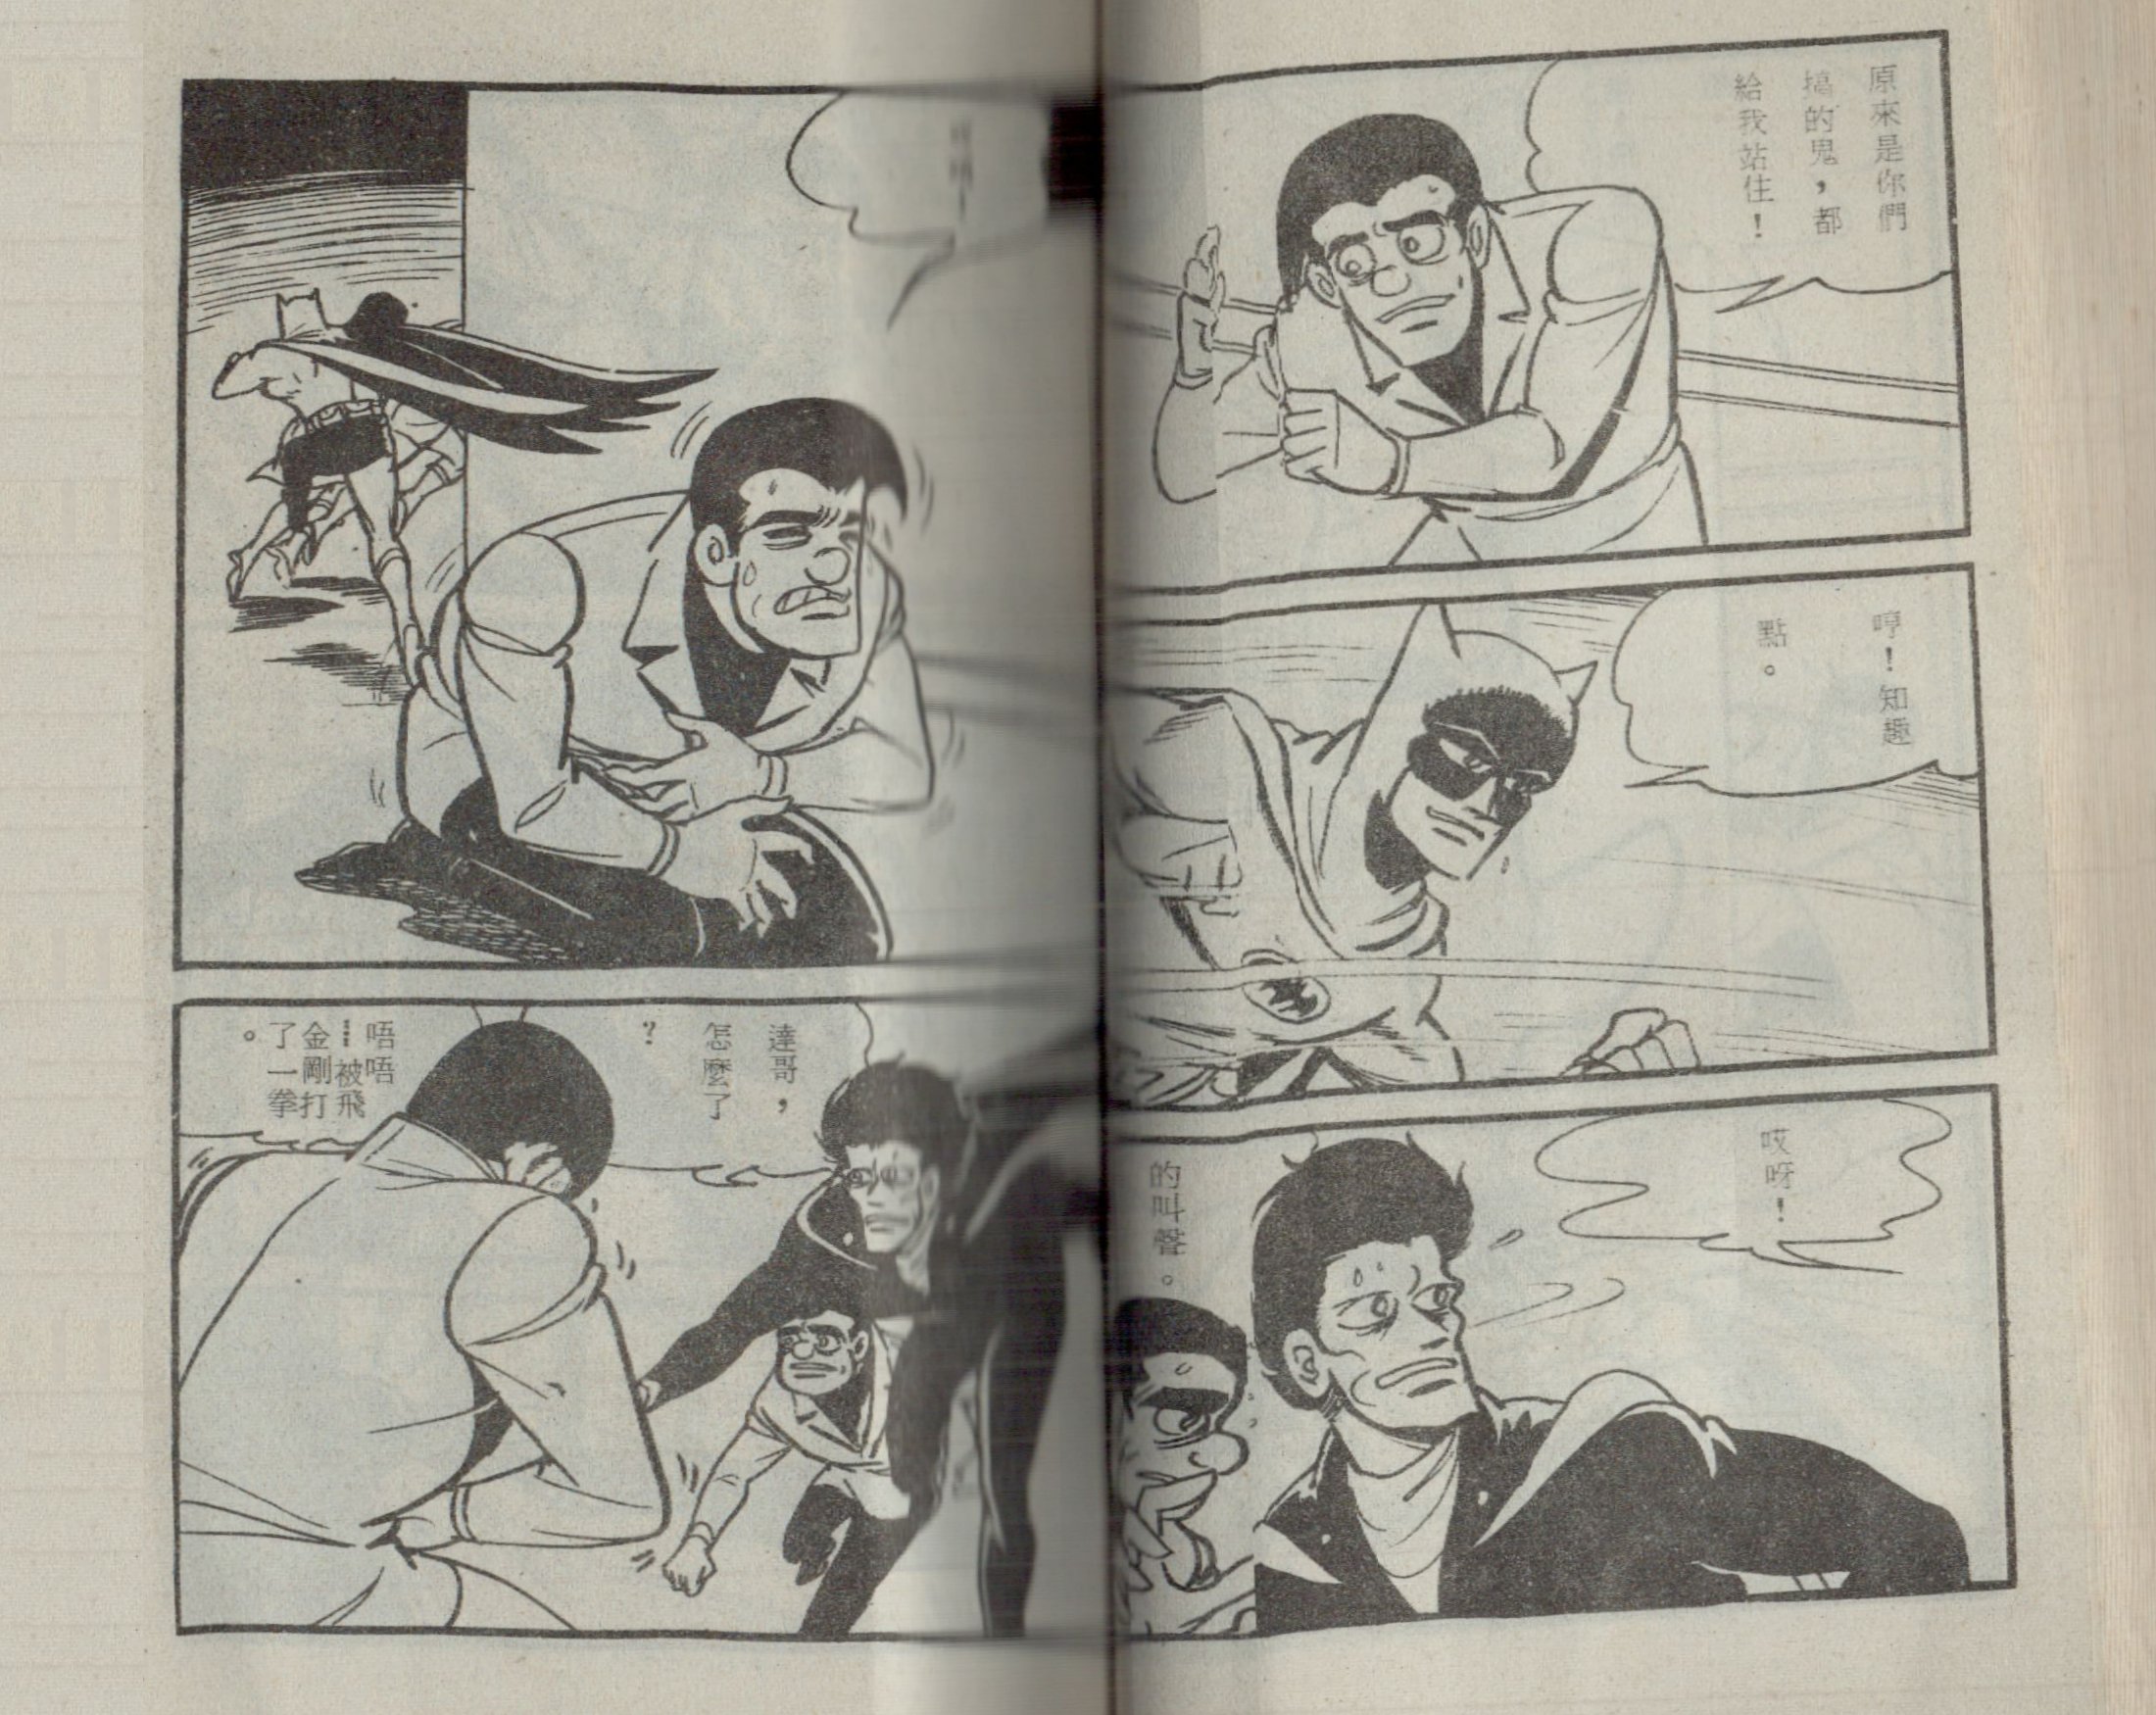 原來是你們
搞的鬼，都
給我站住！
哼！知趣
點。
哎呀！
的叫聲。
達哥，
怎麼了
？
唔唔
⋯被飛
金剛打
了一拳
。